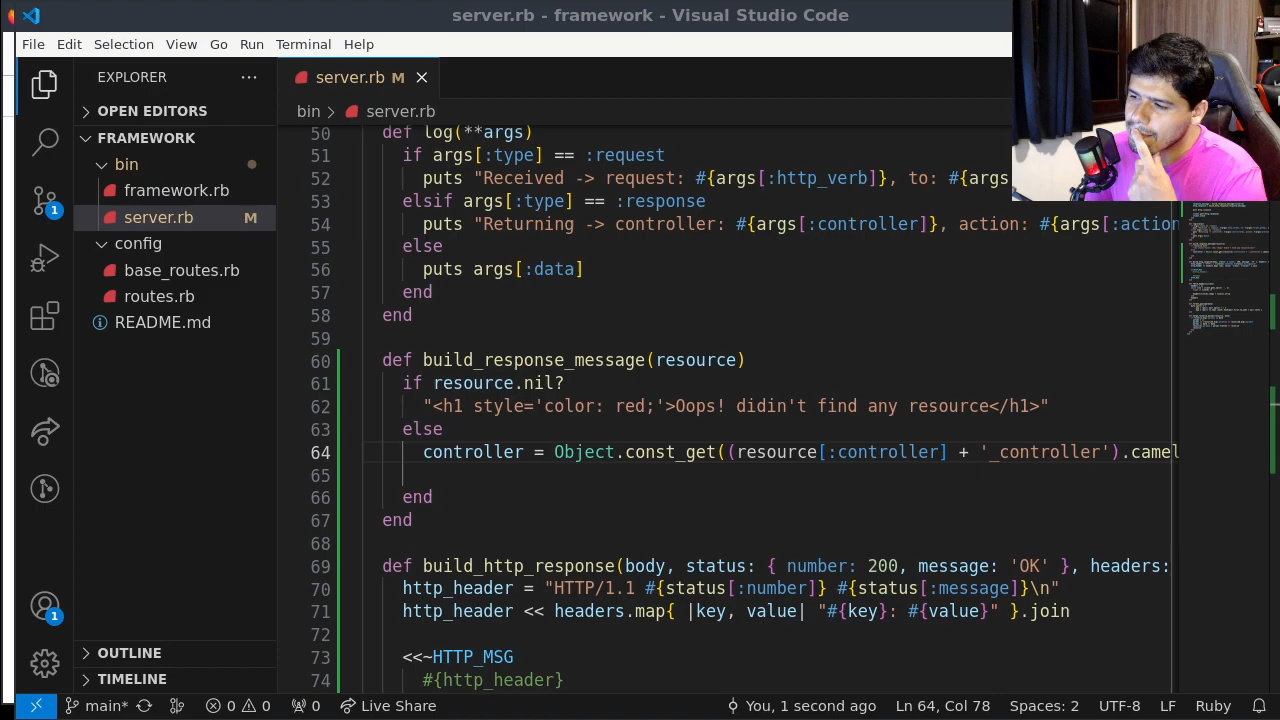 server.rb - framework - Visual Studio Code
File Edit Selection View Go Run Terminal Help
EXPLORER ···
server.rb M
OPEN EDITORS
bin > server.rb
FRAMEWORK
bin
framework.rb
server.rb M
config
base_routes.rb
routes.rb
README.md
OUTLINE
TIMELINE
1
1
50 def log(**args)
51 if args[:type] == :request
52 puts "Received -> request: #{args[:http_verb]}, to: #{args
53 elsif args[:type] == :response
54 puts "Returning -> controller: #{args[:controller]}, action: #{args[:action
55 else
56 puts args[:data]
57 end
58 end
59
60 def build_response_message(resource)
61 if resource.nil?
62 "<h1 style='color: red;'>Oops! didin't find any resource</h1>"
63 else
64 controller = Object.const_get((resource[:controller] + '_controller').camel
65
66 end
67 end
68
69 def build_http_response(body, status: { number: 200, message: 'OK' }, headers:
70 http_header = "HTTP/1.1 #{status[:number]} #{status[:message]}\n"
71 http_header << headers.map{ |key, value| "#{key}: #{value}" }.join
72
73 <<~HTTP_MSG
74 #{http_header}
main* 0 0 0 Live Share You, 1 second ago Ln 64, Col 78 Spaces: 2 UTF-8 LF Ruby